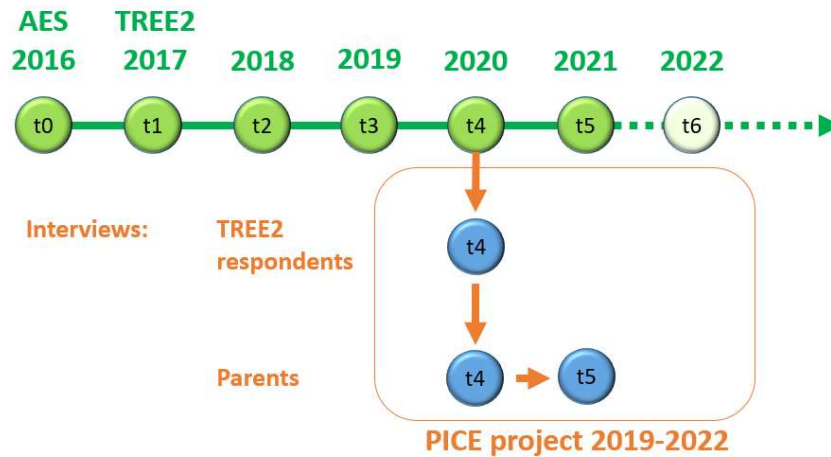 AES TREE2
2016 2017 2018 2019 2020 2021 2022
t0 t1 t2 t3 t4 t5 t6
Interviews: TREE2
respondents
t4
Parents t4 t5
PICE project 2019-2022